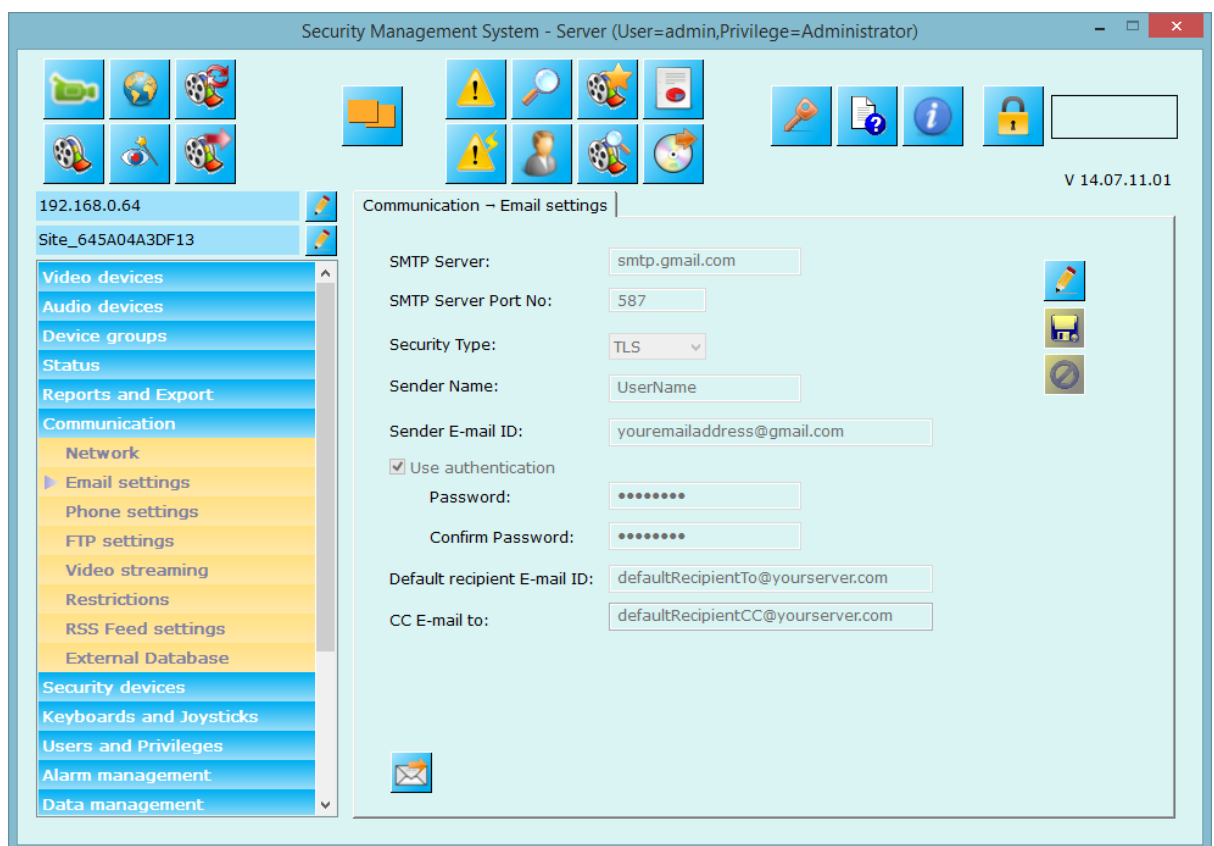 Security Management System - Server (User=admin,Privilege=Administrator)
V 14.07.11.01
192.168.0.64
Site_645A04A3DF13
Video devices
Audio devices
Device groups
Status
Reports and Export
Communication
Network
Email settings
Phone settings
FTP settings
Video streaming
Restrictions
RSS Feed settings
External Database
Security devices
Keyboards and Joysticks
Users and Privileges
Alarm management
Data management
Communication → Email settings
SMTP Server: smtp.gmail.com
SMTP Server Port No: 587
Security Type: TLS
Sender Name: UserName
Sender E-mail ID: youremailaddress@gmail.com
Use authentication
Password: ••••••••
Confirm Password: ••••••••
Default recipient E-mail ID: defaultRecipientTo@yourserver.com
CC E-mail to: defaultRecipientCC@yourserver.com